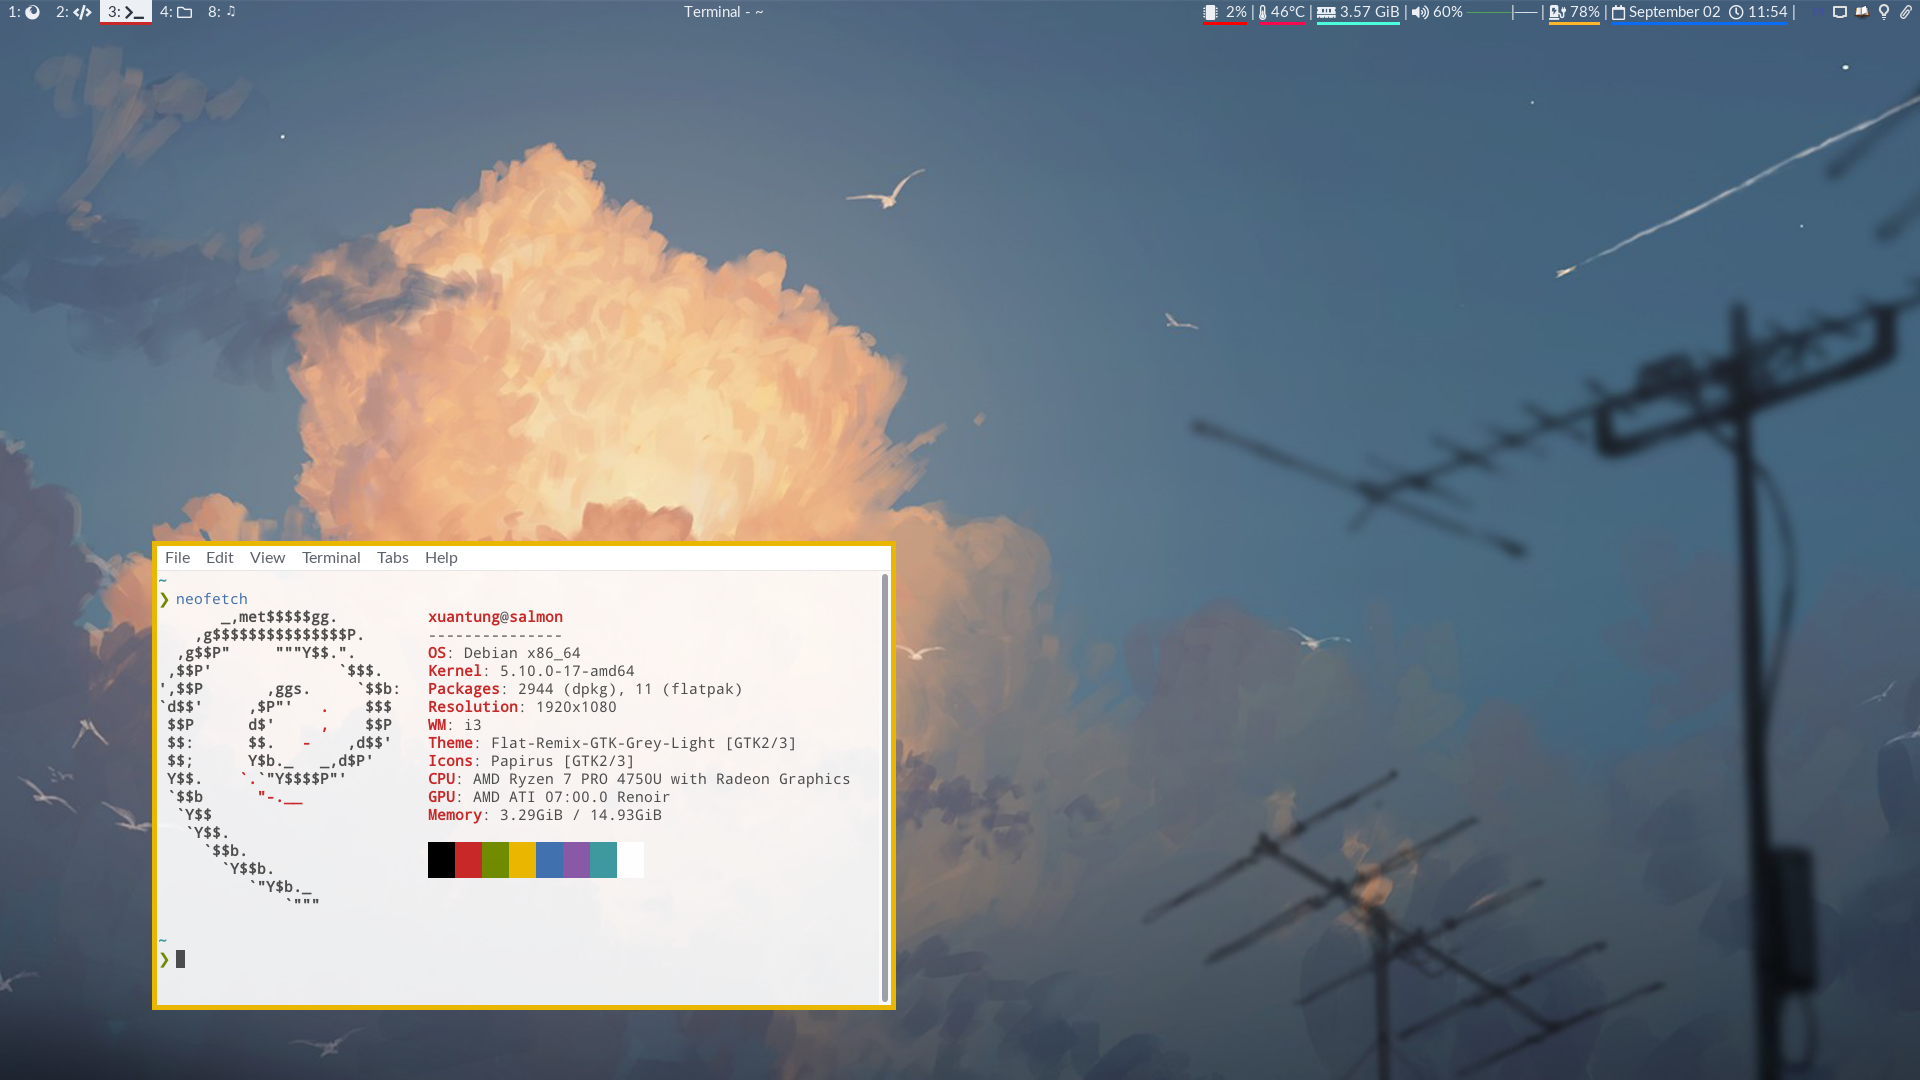 1: 2: 3: 4: 8: Terminal - ~ 2% | 46°C | 3.57 GiB | 60% | 78% | September 02 11:54 |
File Edit View Terminal Tabs Help
~
❯ neofetch
       _,met$$$$$gg.
    ,g$$$$$$$$$$$$$$$P.
  ,g$$P"     """Y$$.".
 ,$$P'              `$$$.
',$$P       ,ggs.     `$$b:
`d$$'     ,$P"'   .    $$$
 $$P      d$'     ,    $$P
 $$:      $$.   -    ,d$$'
 $$;      Y$b._   _,d$P'
 Y$$.    `.`"Y$$$$P"'
 `$$b      "-.__
  `Y$$
   `Y$$.
     `$$b.
       `Y$$b.
          `"Y$b._
              `"""
xuantung@salmon
---------------
OS: Debian x86_64
Kernel: 5.10.0-17-amd64
Packages: 2944 (dpkg), 11 (flatpak)
Resolution: 1920x1080
WM: i3
Theme: Flat-Remix-GTK-Grey-Light [GTK2/3]
Icons: Papirus [GTK2/3]
CPU: AMD Ryzen 7 PRO 4750U with Radeon Graphics
GPU: AMD ATI 07:00.0 Renoir
Memory: 3.29GiB / 14.93GiB
~
❯